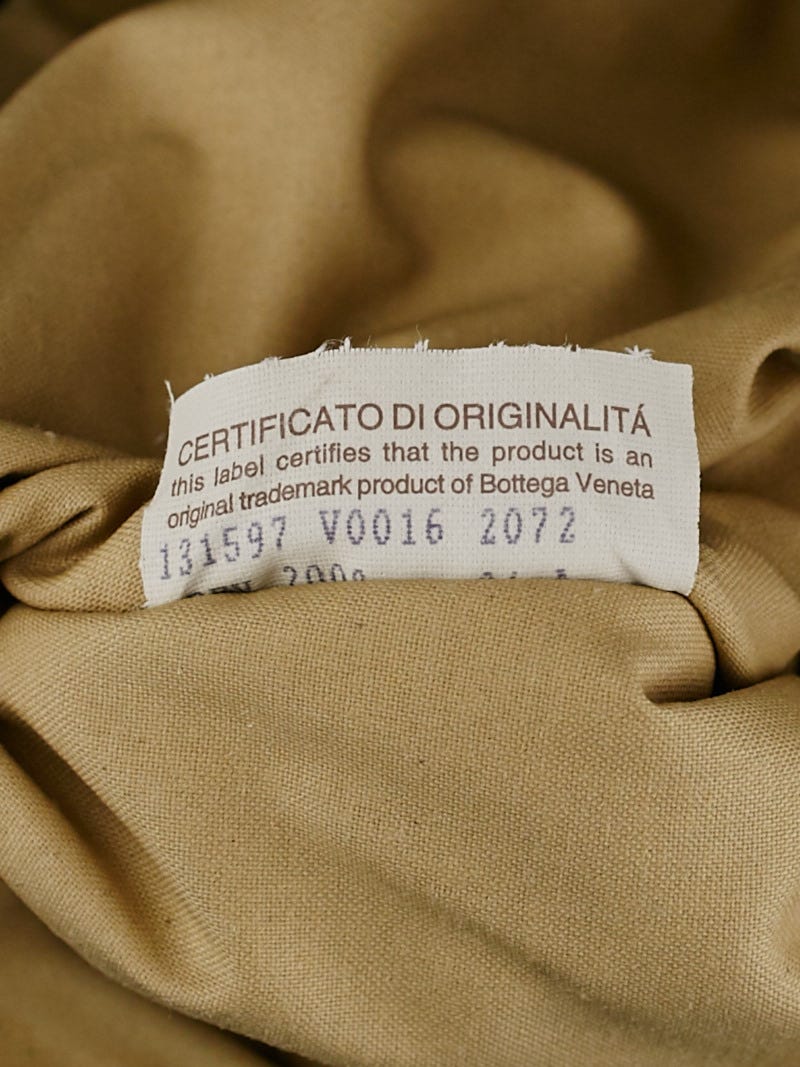 CERTIFICATO DI ORIGINALITÁ
this label certifies that the product is an
original trademark product of Bottega Veneta
131597 V0016 2072